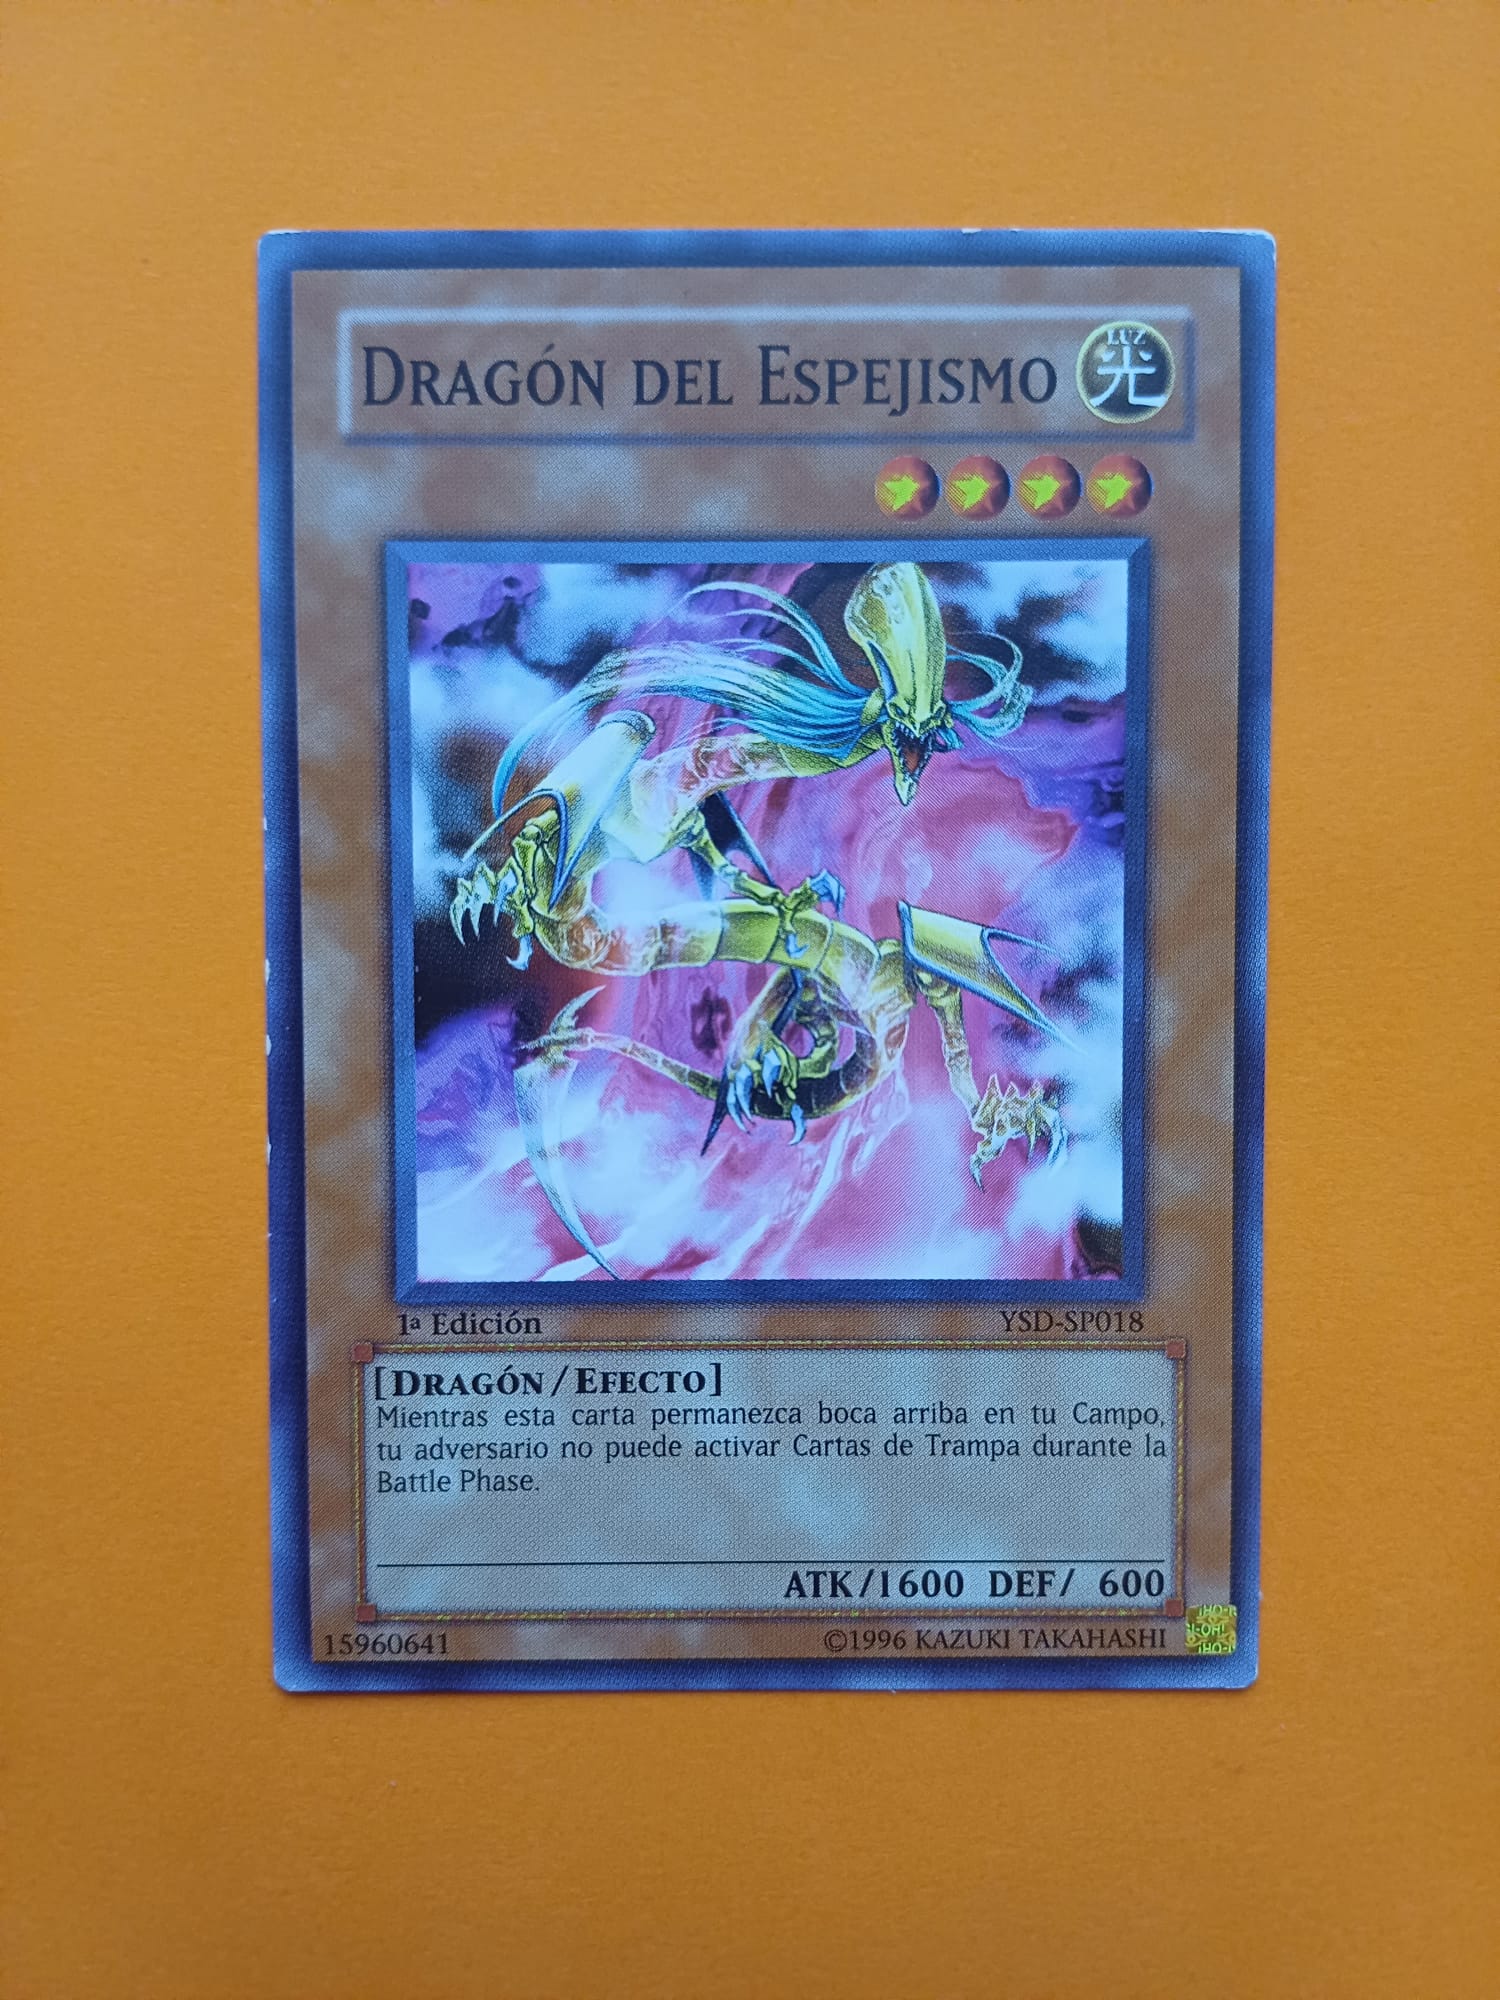 DRAGÓN DEL ESPEJISMO
LUZ
光
1ª Edición
YSD-SP018
[DRAGÓN/EFECTO]
Mientras esta carta permanezca boca arriba en tu Campo,
tu adversario no puede activar Cartas de Trampa durante la
Battle Phase.
ATK/1600 DEF/ 600
15960641
©1996 KAZUKI TAKAHASHI